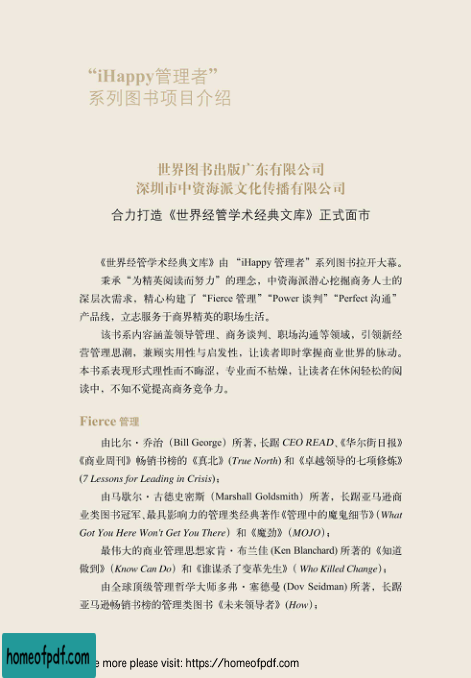 “iHappy管理者”
系列图书项目介绍
世界图书出版广东有限公司
深圳市中资海派文化传播有限公司
合力打造《世界经管学术经典文库》正式面市
《世界经管学术经典文库》由 “iHappy 管理者”系列图书拉开大幕。
秉承“为精英阅读而努力”的理念，中资海派潜心挖掘商务人士的
深层次需求，精心构建了“Fierce 管理”“Power 谈判”“Perfect 沟通”
产品线，立志服务于商界精英的职场生活。
该书系内容涵盖领导管理、商务谈判、职场沟通等领域，引领新经
营管理思潮，兼顾实用性与启发性，让读者即时掌握商业世界的脉动。
本书系表现形式理性而不晦涩，专业而不枯燥，让读者在休闲轻松的阅
读中，不知不觉提高商务竞争力。
Fierce 管理
由比尔·乔治（Bill George）所著，长踞 CEO READ、《华尔街日报》
《商业周刊》畅销书榜的《真北》(True North) 和《卓越领导的七项修炼》
(7 Lessons for Leading in Crisis)；
由马歇尔·古德史密斯（Marshall Goldsmith）所著，长踞亚马逊商
业类图书冠军、最具影响力的管理类经典著作《管理中的魔鬼细节》(What
Got You Here Won't Get You There）和《魔劲》(MOJO)；
最伟大的商业管理思想家肯·布兰佳 (Ken Blanchard) 所著的《知道
做到》（Know Can Do）和《谁谋杀了变革先生》（ Who Killed Change)；
由全球顶级管理哲学大师多弗·塞德曼 (Dov Seidman) 所著，长踞
亚马逊畅销书榜的管理类图书《未来领导者》(How)；
homeofpdf.com
e more please visit: https://homeofpdf.com